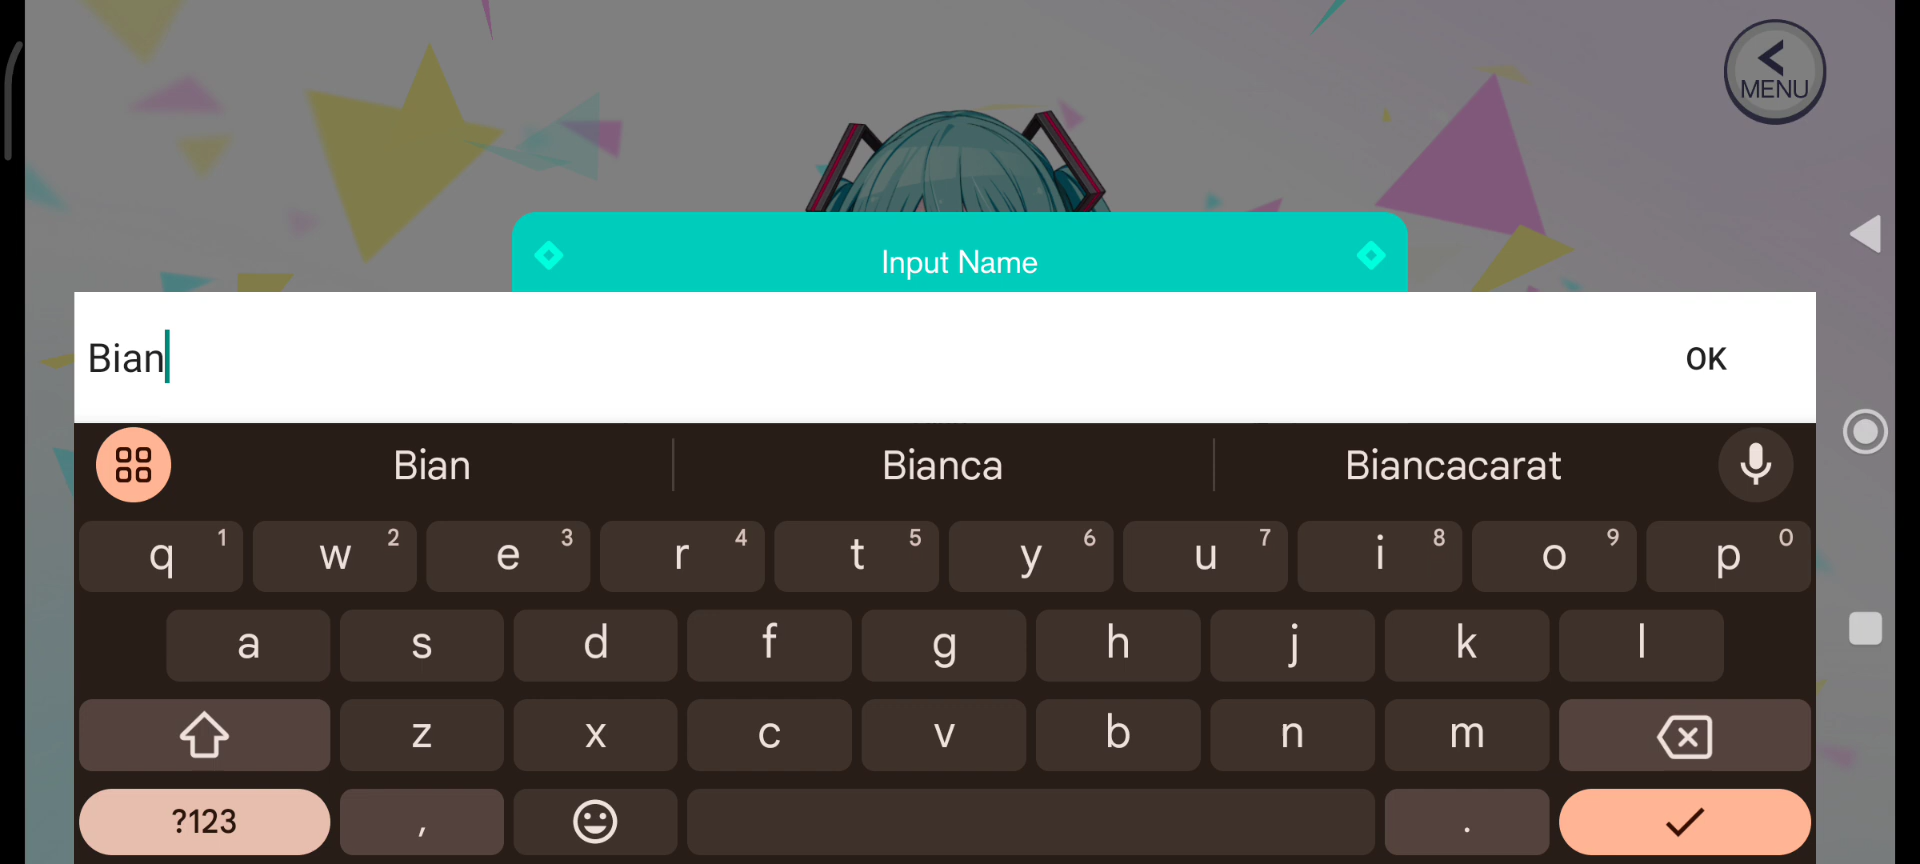 MENU
Input Name
Bian
OK
Bian Bianca Biancacarat
q 1 w 2 e 3 r 4 t 5 y 6 u 7 i 8 o 9 p 0
a s d f g h j k l
z x c v b n m
?123 , .